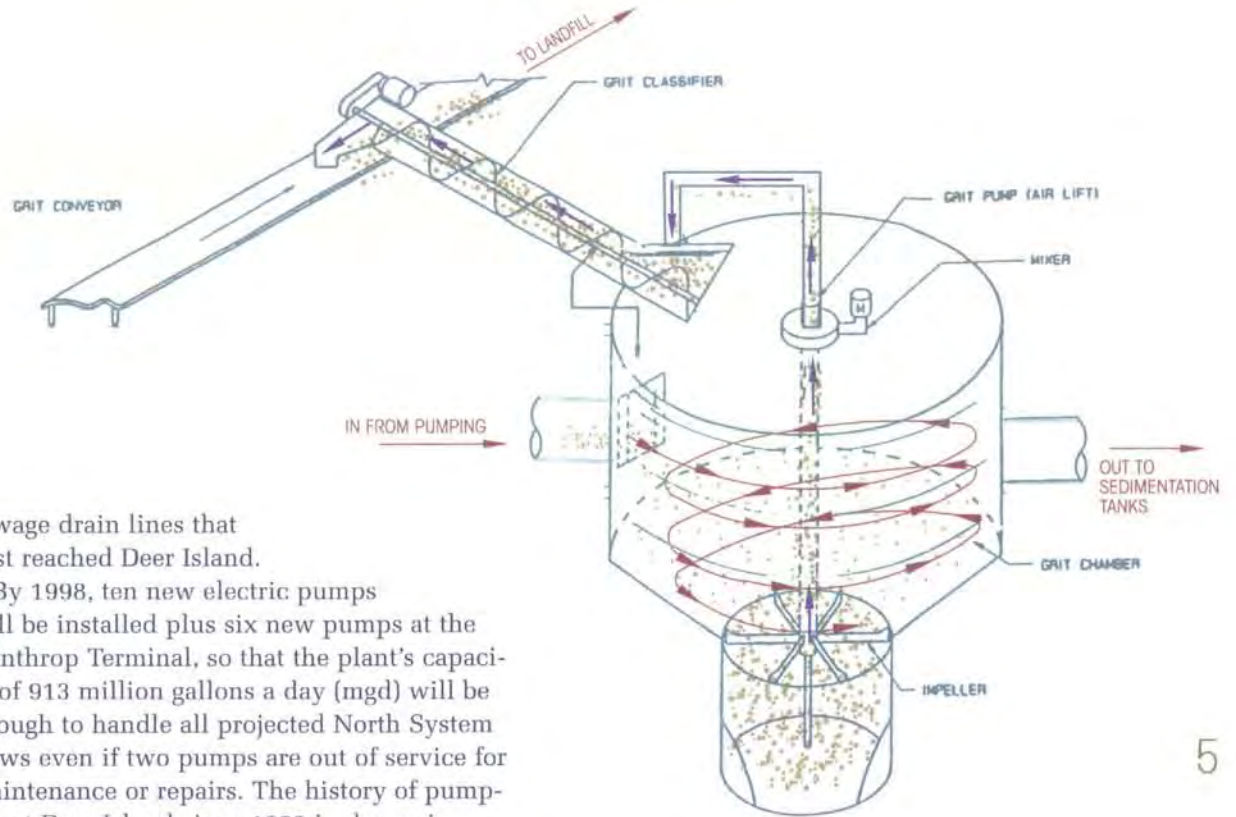 TO LANDFILL
GRIT CLASSIFIER
GRIT CONVEYOR
GRIT PUMP (AIR LIFT)
MIXER
M
IN FROM PUMPING
OUT TO
SEDIMENTATION
TANKS
GRIT CHAMBER
IMPELLER
wage drain lines that
st reached Deer Island.
By 1998, ten new electric pumps
ll be installed plus six new pumps at the
nthrop Terminal, so that the plant's capaci-
of 913 million gallons a day (mgd) will be
ough to handle all projected North System
ws even if two pumps are out of service for
aintenance or repairs. The history of pump-
5